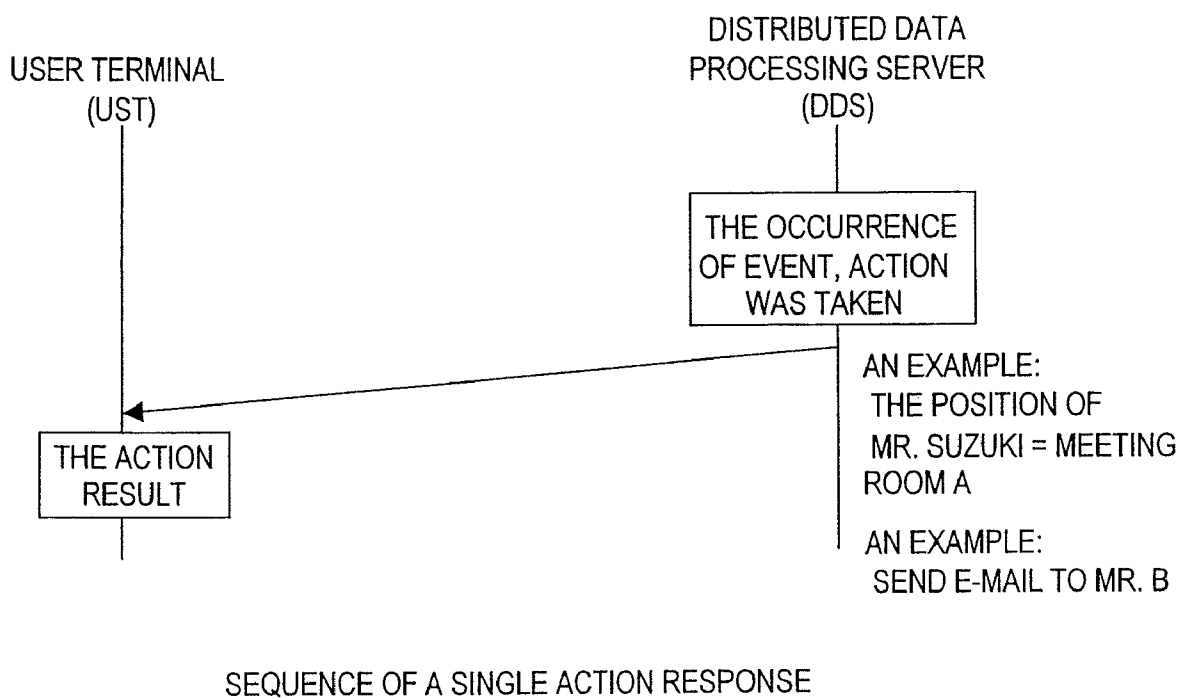 USER TERMINAL
(UST)
DISTRIBUTED DATA
PROCESSING SERVER
(DDS)
THE OCCURRENCE
OF EVENT, ACTION
WAS TAKEN
AN EXAMPLE:
THE POSITION OF
MR. SUZUKI = MEETING
ROOM A
THE ACTION
RESULT
AN EXAMPLE:
SEND E-MAIL TO MR. B
SEQUENCE OF A SINGLE ACTION RESPONSE